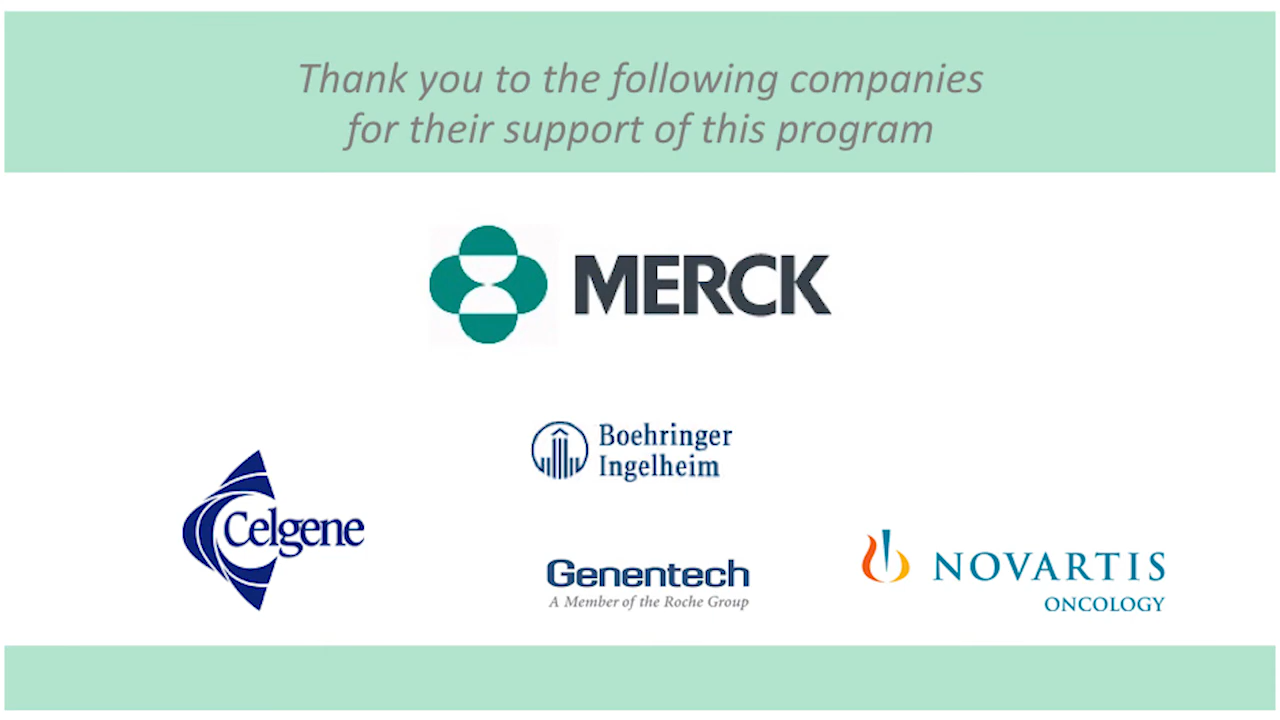 Thank you to the following companies
for their support of this program
MERCK
Boehringer
Ingelheim
Celgene
Genentech
A Member of the Roche Group
NOVARTIS
ONCOLOGY